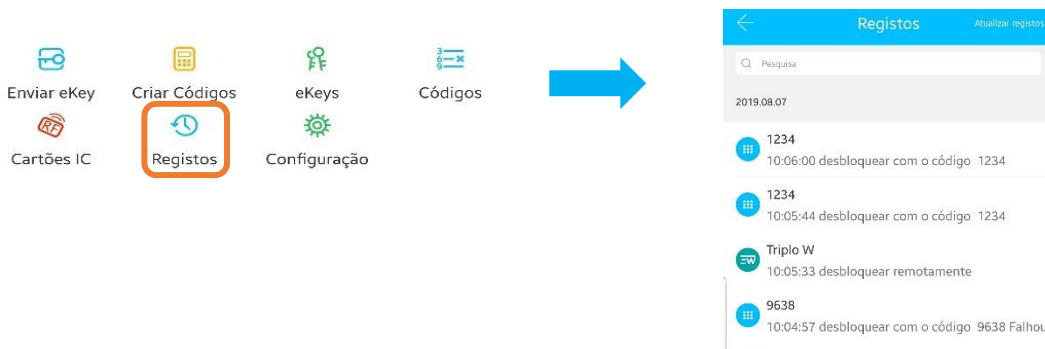 Enviar eKey
Criar Códigos
eKeys
Códigos
Cartões IC
Registos
Configuração
Registos
Atualizar registos
Pesquisa
2019.08.07
1234
10:06:00 desbloquear com o código 1234
1234
10:05:44 desbloquear com o código 1234
Triplo W
10:05:33 desbloquear remotamente
9638
10:04:57 desbloquear com o código 9638 Falhou